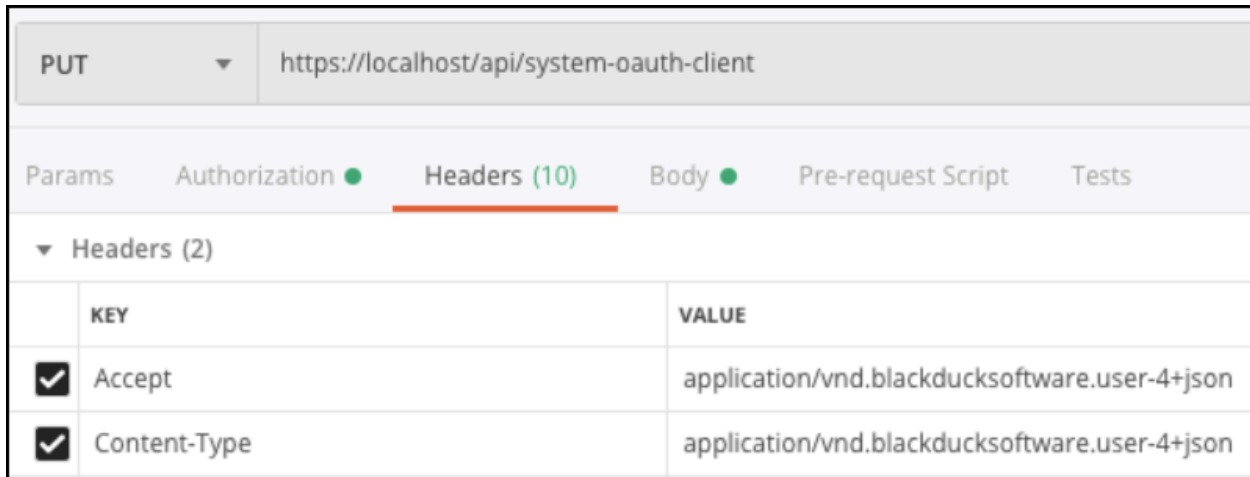 PUT https://localhost/api/system-oauth-client
Params Authorization Headers (10) Body Pre-request Script Tests
Headers (2)
KEY VALUE
Accept application/vnd.blackducksoftware.user-4+json
Content-Type application/vnd.blackducksoftware.user-4+json